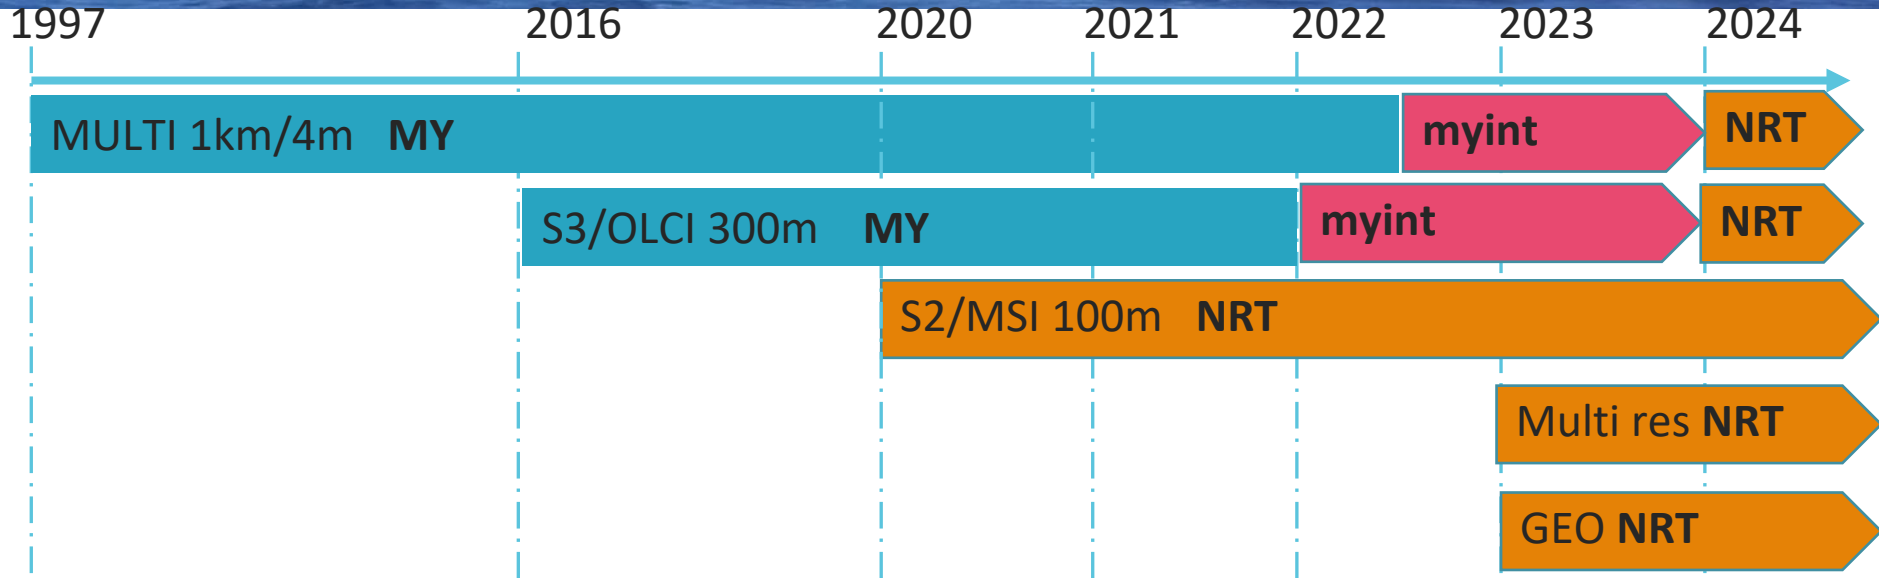 1997 2016 2020 2021 2022 2023 2024
MULTI 1km/4m MY myint NRT
S3/OLCI 300m MY myint NRT
S2/MSI 100m NRT
Multi res NRT
GEO NRT